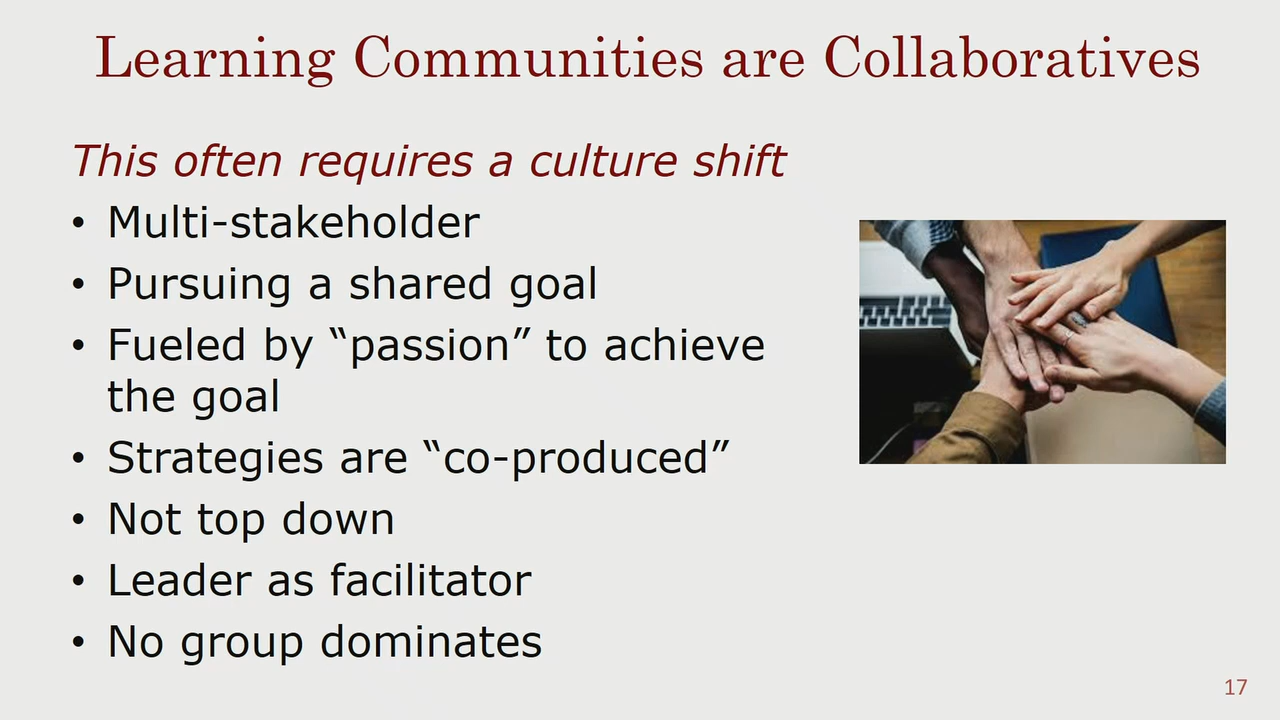 Learning Communities are Collaboratives
This often requires a culture shift
• Multi-stakeholder
• Pursuing a shared goal
• Fueled by “passion” to achieve
the goal
• Strategies are “co-produced”
• Not top down
• Leader as facilitator
• No group dominates
17